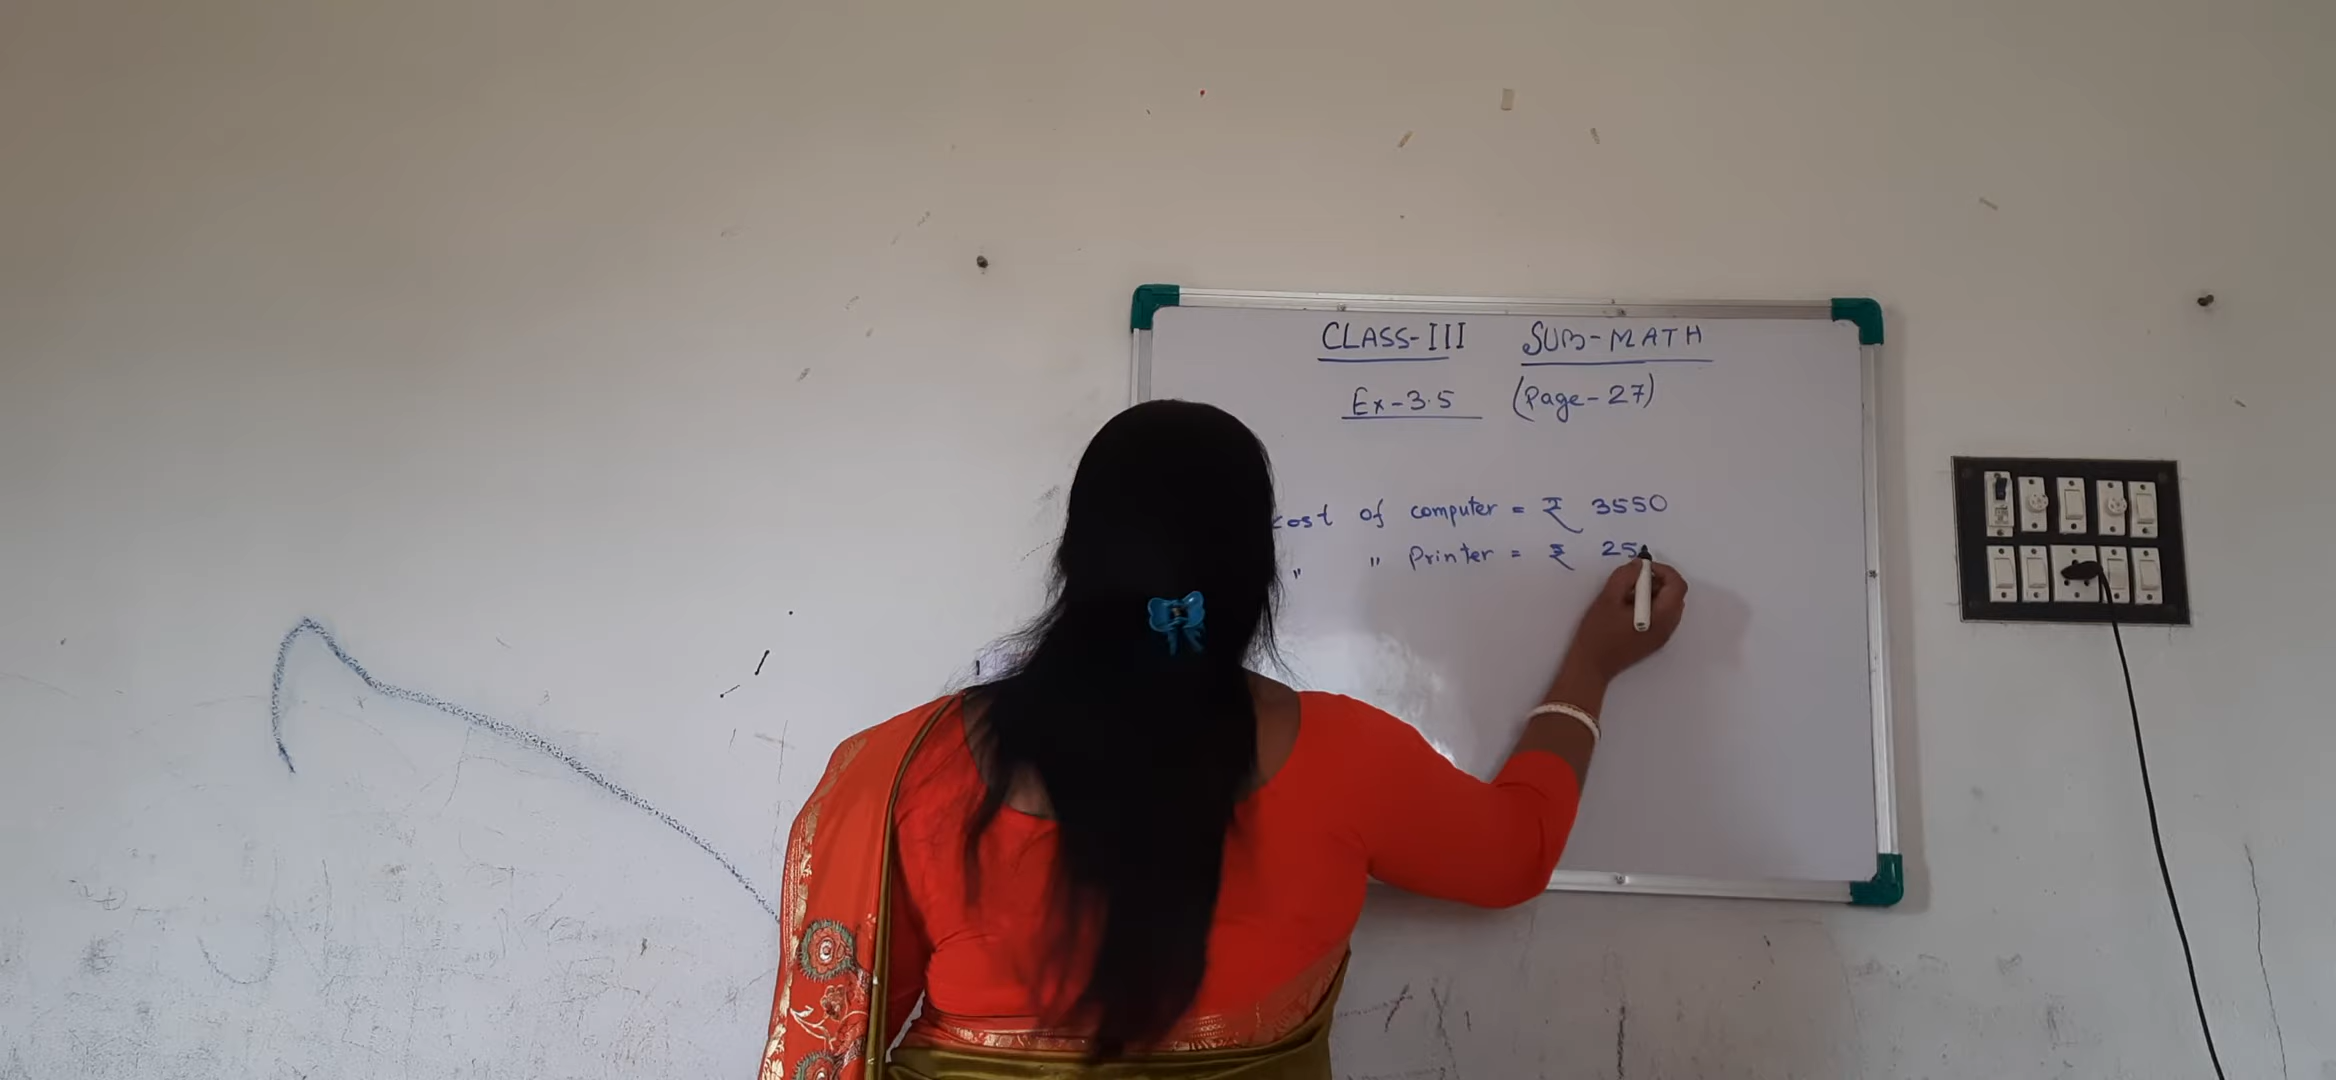 CLASS-III SUB-MATH
Ex-3.5 (Page-27)
cost of computer = ₹ 3550
" " Printer = ₹ 25